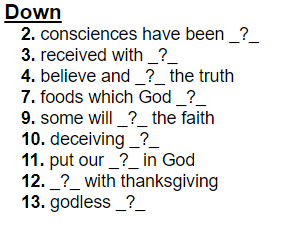 Down
2. consciences have been _?_
3. received with _?_
4. believe and _?_ the truth
7. foods which God _?_
9. some will _?_ the faith
10. deceiving _?_
11. put our _?_ in God
12. _?_ with thanksgiving
13. godless _?_